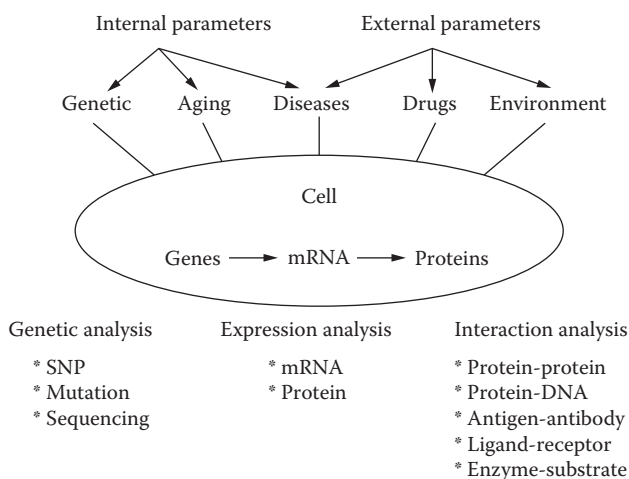 Internal parameters
External parameters
Genetic
Aging
Diseases
Drugs
Environment
Cell
Genes
mRNA
Proteins
Genetic analysis
* SNP
* Mutation
* Sequencing
Expression analysis
* mRNA
* Protein
Interaction analysis
* Protein-protein
* Protein-DNA
* Antigen-antibody
* Ligand-receptor
* Enzyme-substrate